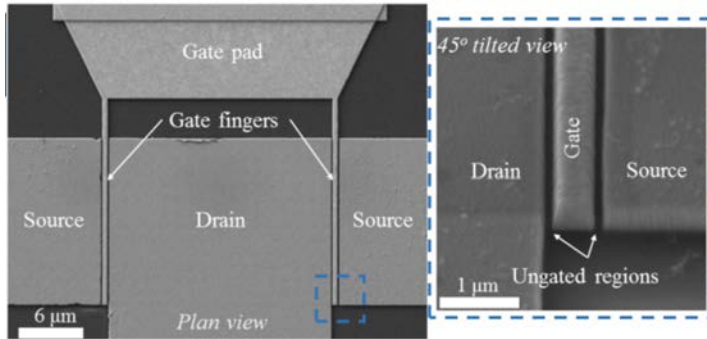 Gate pad
Gate fingers
Source
Drain
Source
6 μm
Plan view
45° tilted view
Drain
Gate
Source
Ungated regions
1 μm